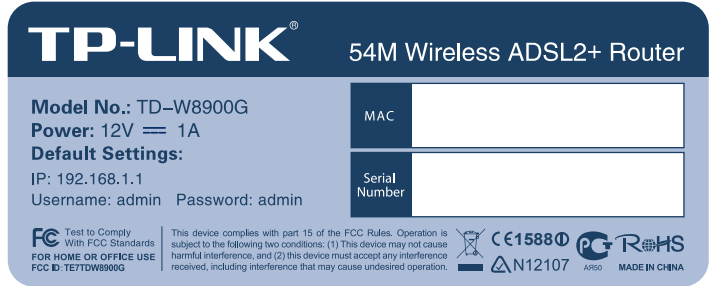 TP-LINK®
54M Wireless ADSL2+ Router
Model No.: TD-W8900G
Power: 12V ⎓ 1A
Default Settings:
IP: 192.168.1.1
Username: admin Password: admin
MAC
Serial
Number
FC Test to Comply
With FCC Standards
FOR HOME OR OFFICE USE
FCC ID: TE7TDW8900G
This device complies with part 15 of the FCC Rules. Operation is
subject to the following two conditions: (1) This device may not cause
harmful interference, and (2) this device must accept any interference
received, including interference that may cause undesired operation.
CE1588
N12107
РСТ
АЯ50
RoHS
MADE IN CHINA